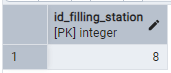 id_filling_station
[PK] integer
1 8